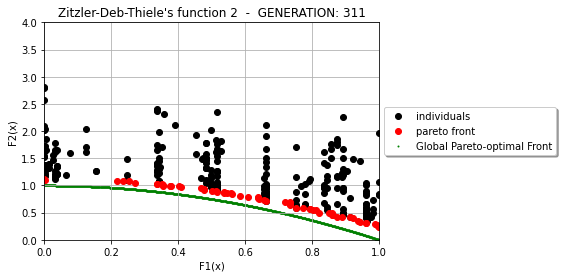 Zitzler-Deb-Thiele's function 2 - GENERATION: 311
4.0
3.5
3.0
2.5
2.0
1.5
1.0
0.5
0.0
F2(x)
0.0 0.2 0.4 0.6 0.8 1.0
F1(x)
individuals
pareto front
Global Pareto-optimal Front